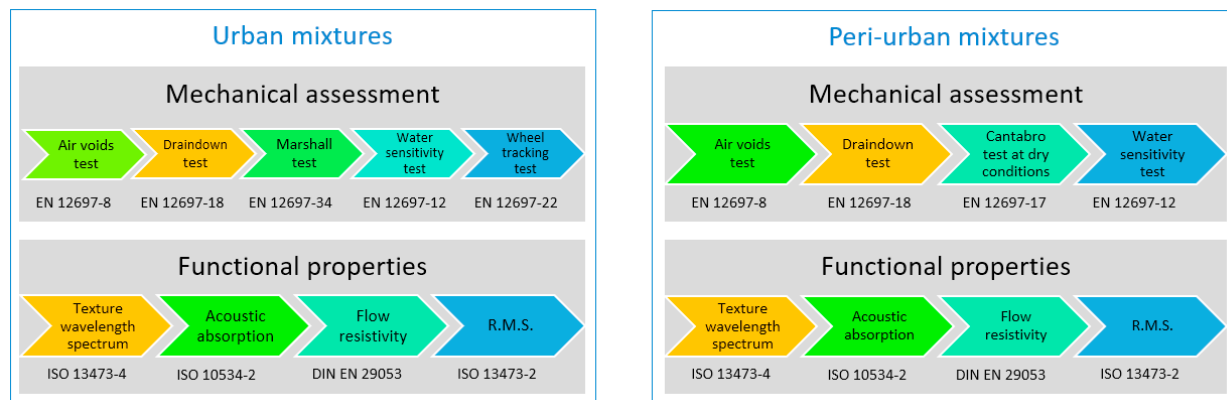 Urban mixtures
Mechanical assessment
Air voids
test
Draindown
test
Marshall
test
Water
sensitivity
test
Wheel
tracking
test
EN 12697-8
EN 12697-18
EN 12697-34
EN 12697-12
EN 12697-22
Functional properties
Texture
wavelength
spectrum
Acoustic
absorption
Flow
resistivity
R.M.S.
ISO 13473-4
ISO 10534-2
DIN EN 29053
ISO 13473-2
Peri-urban mixtures
Mechanical assessment
Air voids
test
Draindown
test
Cantabro
test at dry
conditions
Water
sensitivity
test
EN 12697-8
EN 12697-18
EN 12697-17
EN 12697-12
Functional properties
Texture
wavelength
spectrum
Acoustic
absorption
Flow
resistivity
R.M.S.
ISO 13473-4
ISO 10534-2
DIN EN 29053
ISO 13473-2